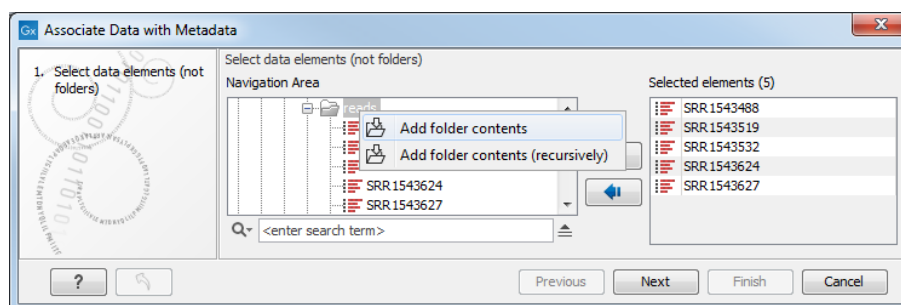 Gx Associate Data with Metadata
1. Select data elements (not
folders)
Select data elements (not folders)
Navigation Area
reads
Add folder contents
Add folder contents (recursively)
SRR1543624
SRR1543627
<enter search term>
Selected elements (5)
SRR1543488
SRR1543519
SRR1543532
SRR1543624
SRR1543627
?
Previous
Next
Finish
Cancel